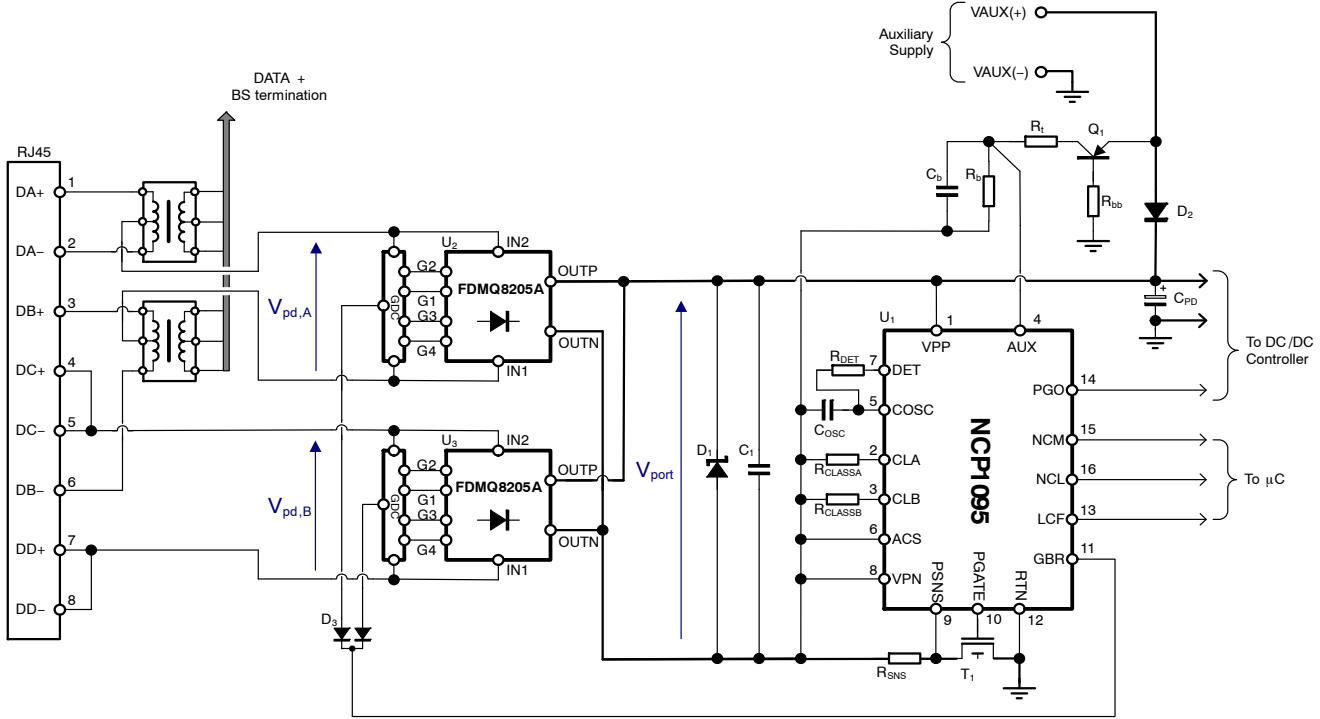 VAUX(+)
Auxiliary
Supply
VAUX(−)
DATA +
BS termination
RJ45
DA+ 1
DA− 2
DB+ 3
DC+ 4
DC− 5
DB− 6
DD+ 7
DD− 8
Vpd,A
Vpd,B
GDC
G2
G1
G3
G4
U2 IN2
FDMQ8205A
OUTP
OUTN
IN1
GDC
G2
G1
G3
G4
U3 IN2
FDMQ8205A
OUTP
OUTN
IN1
D3
Vport
D1
C1
Cb
Rb
Rt
Q1
Rbb
D2
CPD
+
To DC/DC
Controller
U1
1
VPP
4
AUX
RDET 7 DET
5 COSC
COSC
2 CLA
RCLASSA
3 CLB
RCLASSB
6 ACS
8 VPN
NCP1095
PGO 14
NCM 15
NCL 16
LCF 13
To μC
GBR 11
PSNS
9
PGATE
10
RTN
12
RSNS
T1